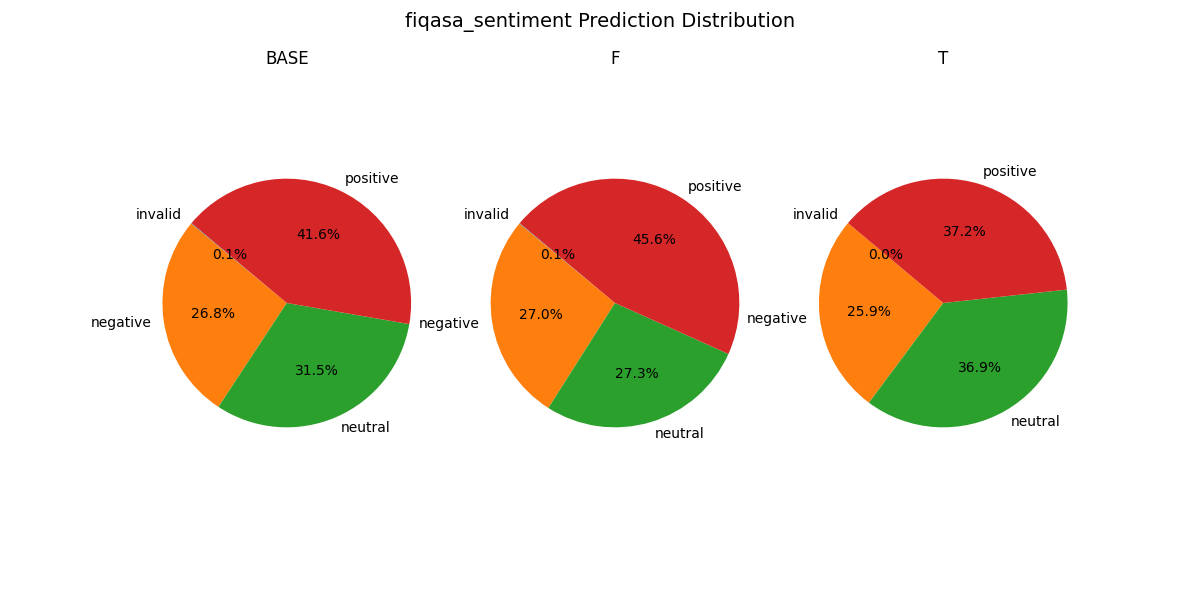 fiqasa_sentiment Prediction Distribution
BASE
positive
invalid
41.6%
0.1%
26.8%
negative
31.5%
neutral
F
positive
invalid
45.6%
0.1%
27.0%
negative
27.3%
neutral
T
positive
invalid
37.2%
0.0%
25.9%
negative
36.9%
neutral